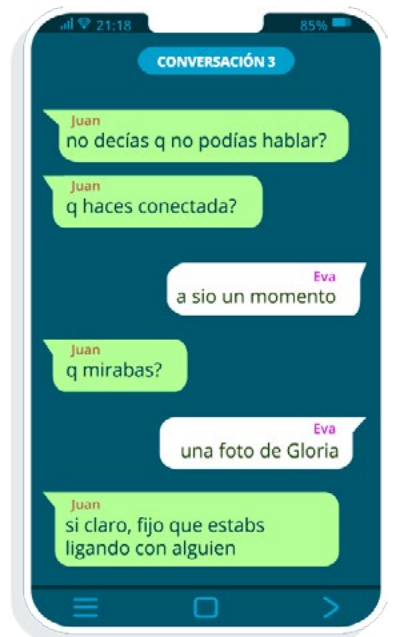 21:18
85%
CONVERSACIÓN 3
Juan
no decías q no podías hablar?
Juan
q haces conectada?
Eva
a sio un momento
Juan
q mirabas?
Eva
una foto de Gloria
Juan
si claro, fijo que estabs
ligando con alguien